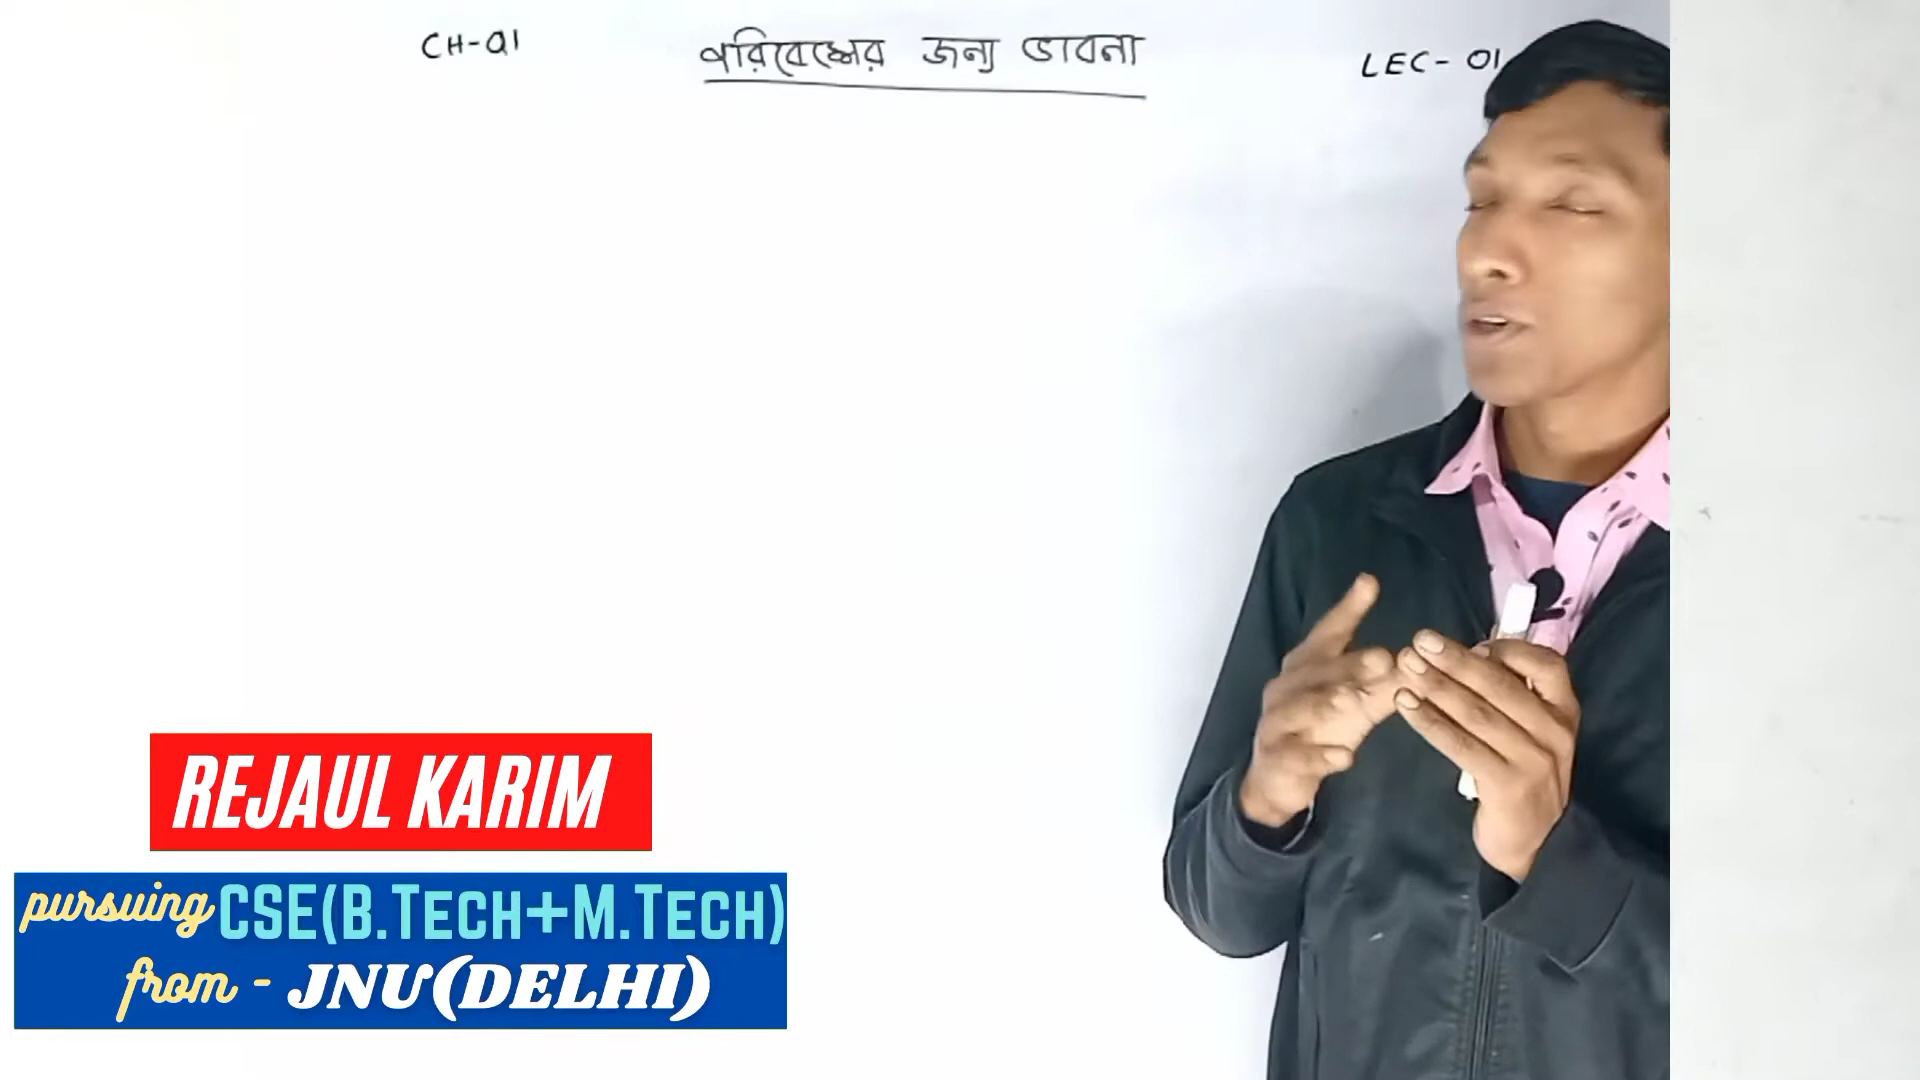 CH-01 পরিবেশের জন্য ভাবনা LEC-01
REJAUL KARIM
pursuing CSE(B.TECH+M.TECH)
from - JNU(DELHI)